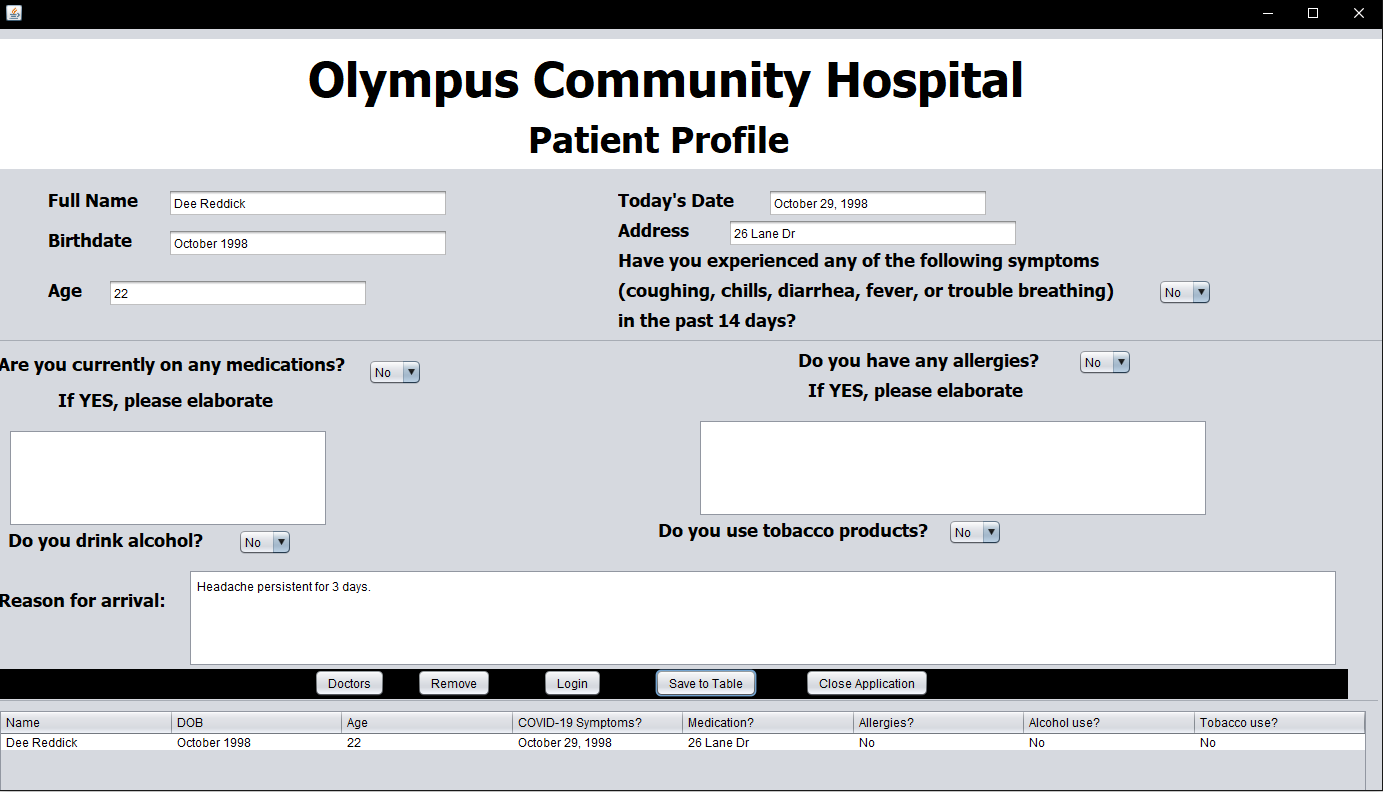 Olympus Community Hospital
Patient Profile
Full Name Dee Reddick
Today's Date October 29, 1998
Birthdate October 1998
Address 26 Lane Dr
Age 22
Have you experienced any of the following symptoms
(coughing, chills, diarrhea, fever, or trouble breathing) No
in the past 14 days?
Are you currently on any medications? No
If YES, please elaborate
Do you have any allergies? No
If YES, please elaborate
Do you drink alcohol? No
Do you use tobacco products? No
Reason for arrival: Headache persistent for 3 days.
Doctors Remove Login Save to Table Close Application
Name DOB Age COVID-19 Symptoms? Medication? Allergies? Alcohol use? Tobacco use?
Dee Reddick October 1998 22 October 29, 1998 26 Lane Dr No No No